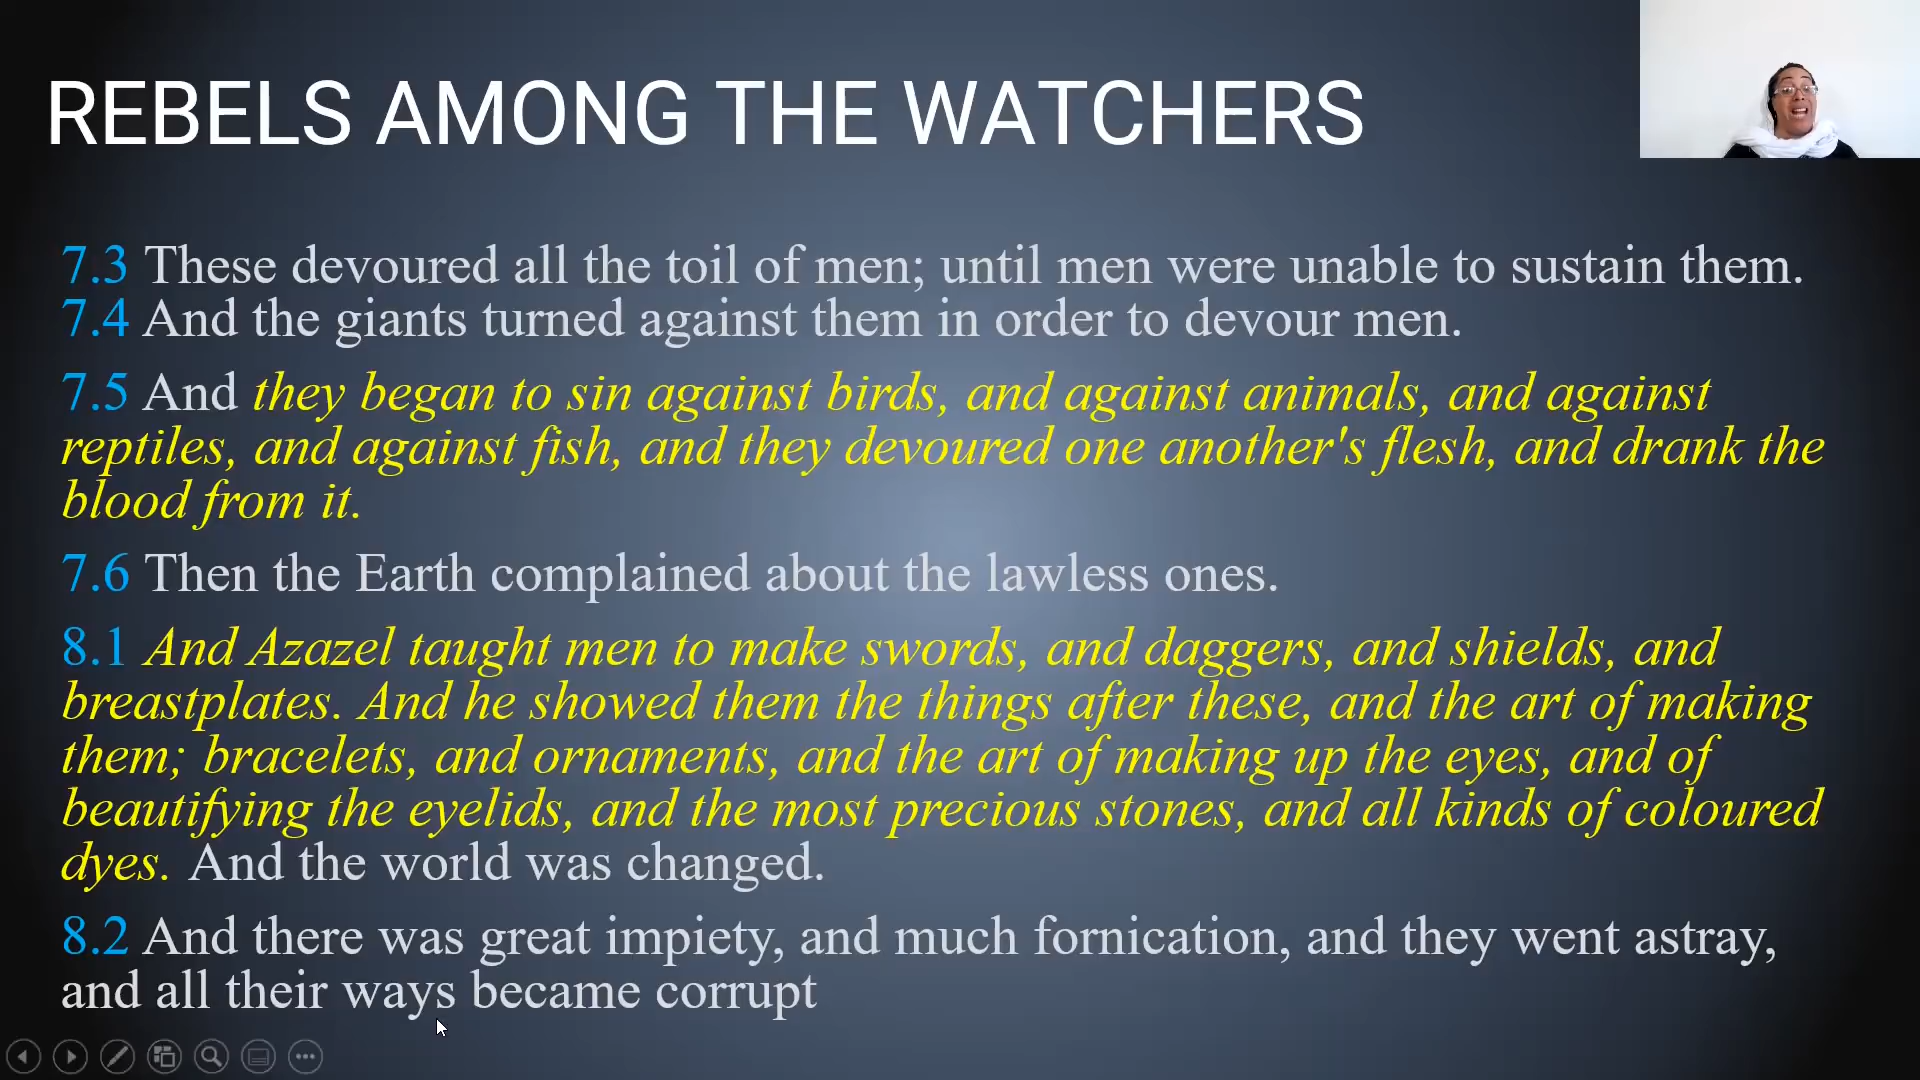 REBELS AMONG THE WATCHERS
7.3 These devoured all the toil of men; until men were unable to sustain them.
7.4 And the giants turned against them in order to devour men.
7.5 And they began to sin against birds, and against animals, and against
reptiles, and against fish, and they devoured one another's flesh, and drank the
blood from it.
7.6 Then the Earth complained about the lawless ones.
8.1 And Azazel taught men to make swords, and daggers, and shields, and
breastplates. And he showed them the things after these, and the art of making
them; bracelets, and ornaments, and the art of making up the eyes, and of
beautifying the eyelids, and the most precious stones, and all kinds of coloured
dyes. And the world was changed.
8.2 And there was great impiety, and much fornication, and they went astray,
and all their ways became corrupt